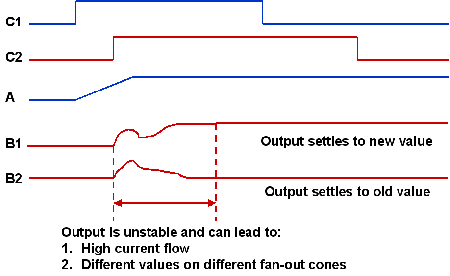 C1
C2
A
B1
Output settles to new value
B2
Output settles to old value
Output is unstable and can lead to:
1. High current flow
2. Different values on different fan-out cones